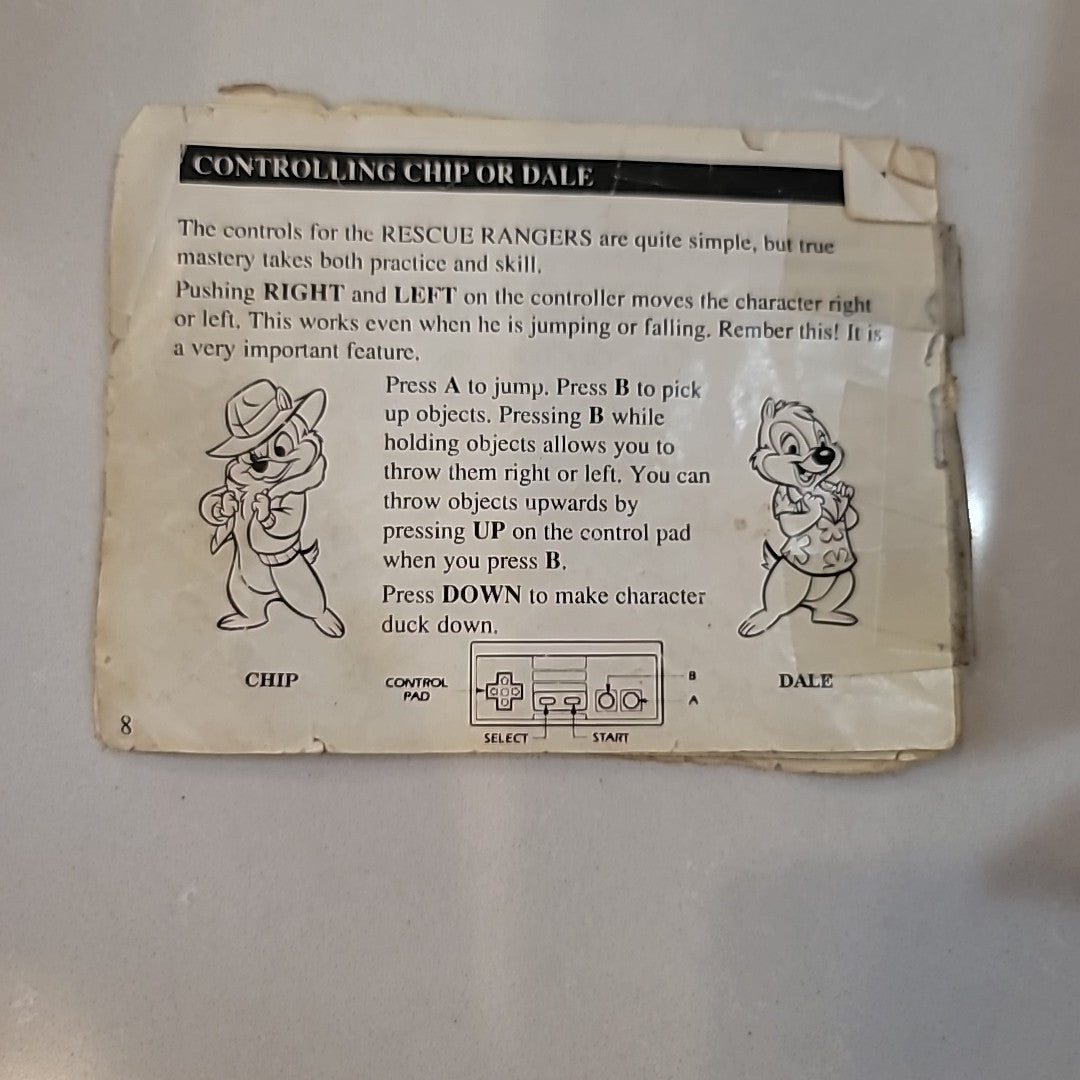 CONTROLLING CHIP OR DALE
The controls for the RESCUE RANGERS are quite simple, but true
mastery takes both practice and skill.
Pushing RIGHT and LEFT on the controller moves the character right
or left. This works even when he is jumping or falling. Rember this! It is
a very important feature.
Press A to jump. Press B to pick
up objects. Pressing B while
holding objects allows you to
throw them right or left. You can
throw objects upwards by
pressing UP on the control pad
when you press B.
Press DOWN to make character
duck down.
CHIP
CONTROL
PAD
B
A
SELECT
START
DALE
8